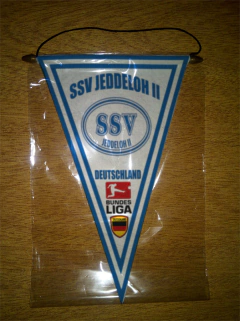 SSV JEDDELOH II
SSV
JEDDELOH II
DEUTSCHLAND
BUNDES
LIGA